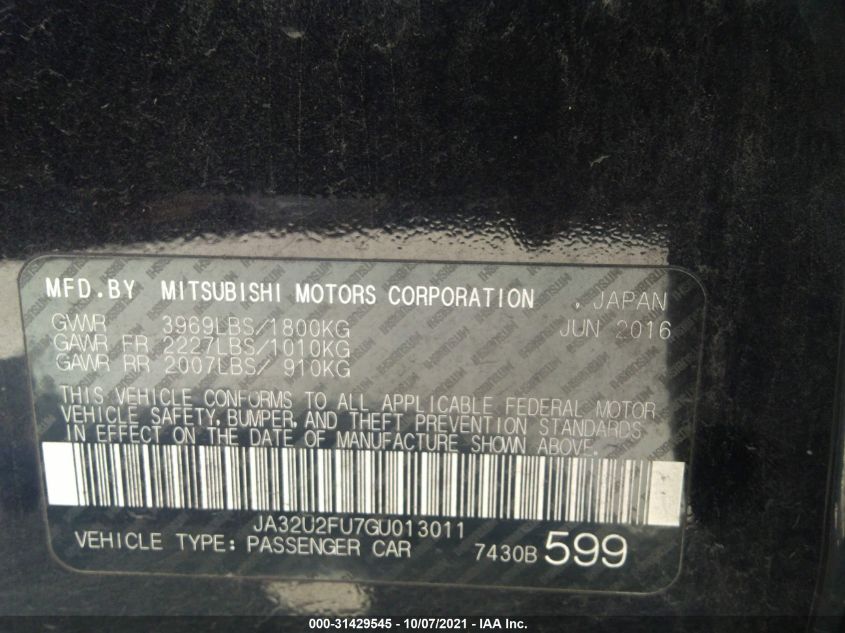 MFD.BY MITSUBISHI MOTORS CORPORATION , JAPAN
GVWR 3969LBS/1800KG JUN 2016
GAWR FR 2227LBS/1010KG
GAWR RR 2007LBS/ 910KG
THIS VEHICLE CONFORMS TO ALL APPLICABLE FEDERAL MOTOR
VEHICLE SAFETY,BUMPER,AND THEFT PREVENTION STANDARDS
IN EFFECT ON THE DATE OF MANUFACTURE SHOWN ABOVE.
JA32U2FU7GU013011
VEHICLE TYPE: PASSENGER CAR 7430B 599
000-31429545 - 10/07/2021 - IAA Inc.